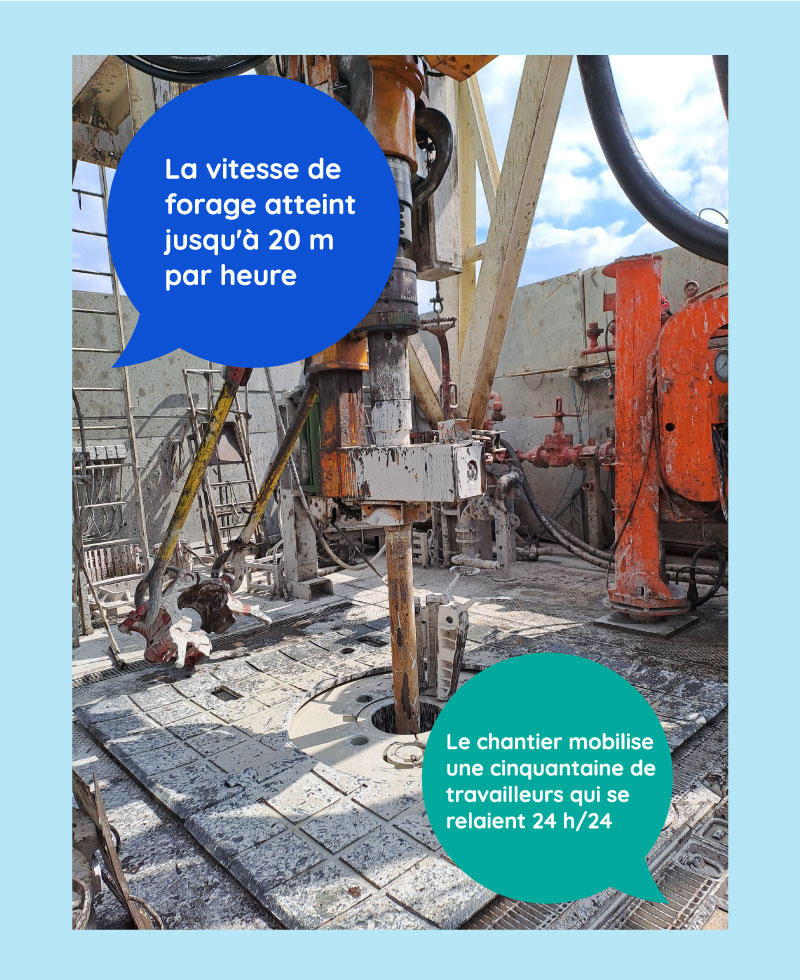 La vitesse de
forage atteint
jusqu'à 20 m
par heure
Le chantier mobilise
une cinquantaine de
travailleurs qui se
relaient 24 h/24